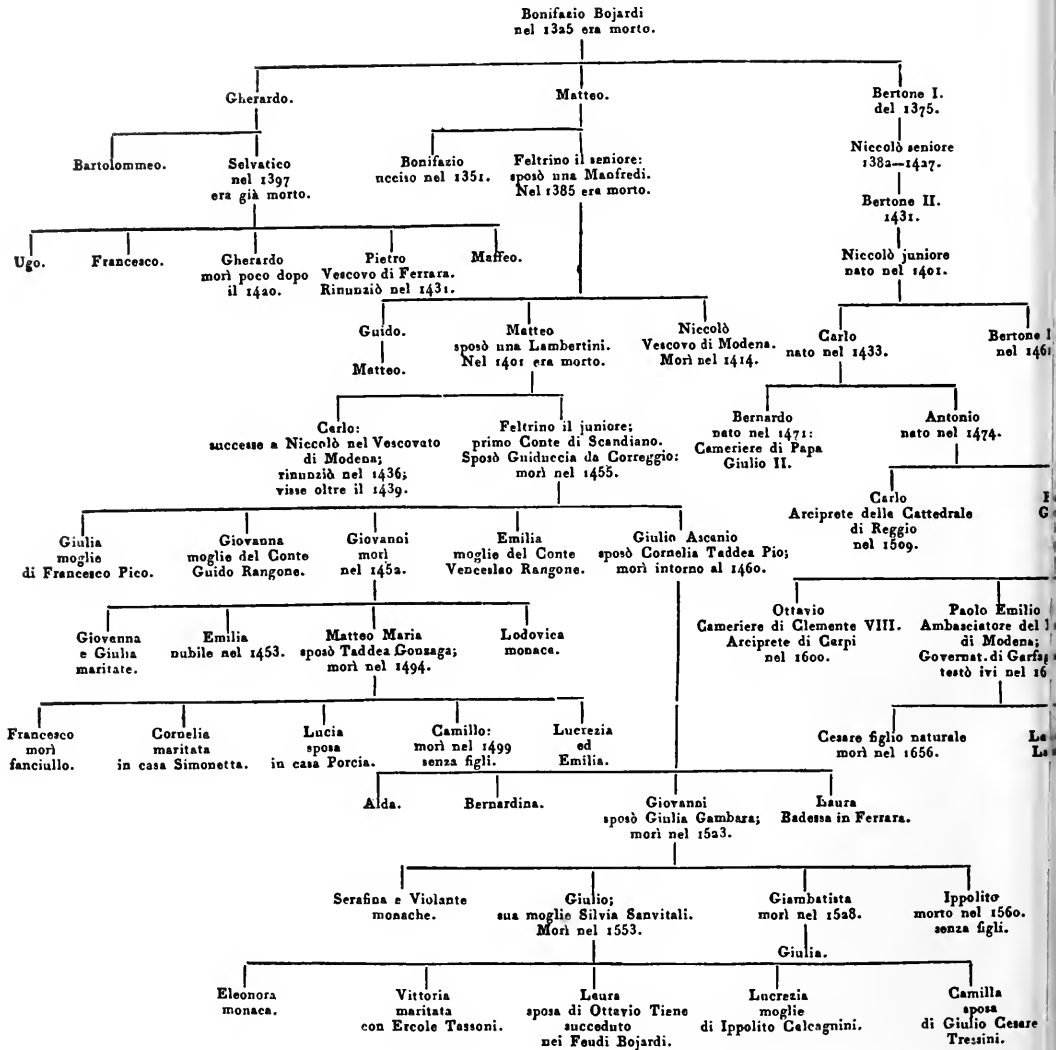 Bonifazio Bojardi
nel 1325 era morto.
Gherardo.
Matteo.
Bertone I.
del 1375.
Bartolommeo.
Selvatico
nel 1397
era già morto.
Bonifazio
ucciso nel 1351.
Feltrino il seniore:
sposò una Manfredi.
Nel 1385 era morto.
Niccolò seniore
1382—1427.
Bertone II.
1431.
Niccolò juniore
nato nel 1401.
Ugo.
Francesco.
Gherardo
morì poco dopo
il 1420.
Pietro
Vescovo di Ferrara.
Rinunziò nel 1431.
Maffeo.
Guido.
Matteo.
Matteo
sposò una Lambertini.
Nel 1401 era morto.
Niccolò
Vescovo di Modena.
Morì nel 1414.
Carlo
nato nel 1433.
Bertone
nel 1461
Carlo:
successe a Niccolò nel Vescovato
di Modena;
rinunziò nel 1436;
visse oltre il 1439.
Feltrino il juniore;
primo Conte di Scandiano.
Sposò Guiduccia da Correggio:
morì nel 1455.
Bernardo
nato nel 1471:
Cameriere di Papa
Giulio II.
Antonio
nato nel 1474.
Carlo
Arciprete della Cattedrale
di Reggio
nel 1509.
Giulia
moglie
di Francesco Pico.
Giovanna
moglie del Conte
Guido Rangone.
Giovanni
morì
nel 1452.
Emilia
moglie del Conte
Venceslao Rangone.
Giulio Ascanio
sposò Cornelia Taddea Pio;
morì intorno al 1460.
Giovanna
e Giulia
maritate.
Emilia
nubile nel 1453.
Matteo Maria
sposò Taddea Gonzaga;
morì nel 1494.
Lodovica
monaca.
Ottavio
Cameriere di Clemente VIII.
Arciprete di Carpi
nel 1600.
Paolo Emilio
Ambasciatore del
di Modena;
Governat. di
testò ivi nel
Francesco
morì
fanciullo.
Cornelia
maritata
in casa Simonetta.
Lucia
sposa
in casa Porcia.
Camillo:
morì nel 1499
senza figli.
Lucrezia
ed
Emilia.
Cesare figlio naturale
morì nel 1656.
Alda.
Bernardina.
Giovanni
sposò Giulia Gambara;
morì nel 1523.
Laura
Badessa in Ferrara.
Serafina e Violante
monache.
Giulio;
sua moglie Silvia Sanvitali.
Morì nel 1553.
Giambatista
morì nel 1528.
Giulia.
Ippolito
morto nel 1560.
senza figli.
Eleonora
monaca.
Vittoria
maritata
con Ercole Tassoni.
Laura
sposa di Ottavio Tiene
succeduto
nei Feudi Bojardi.
Lucrezia
moglie
di Ippolito Calcagnini.
Camilla
sposa
di Giulio Cesare
Tressini.